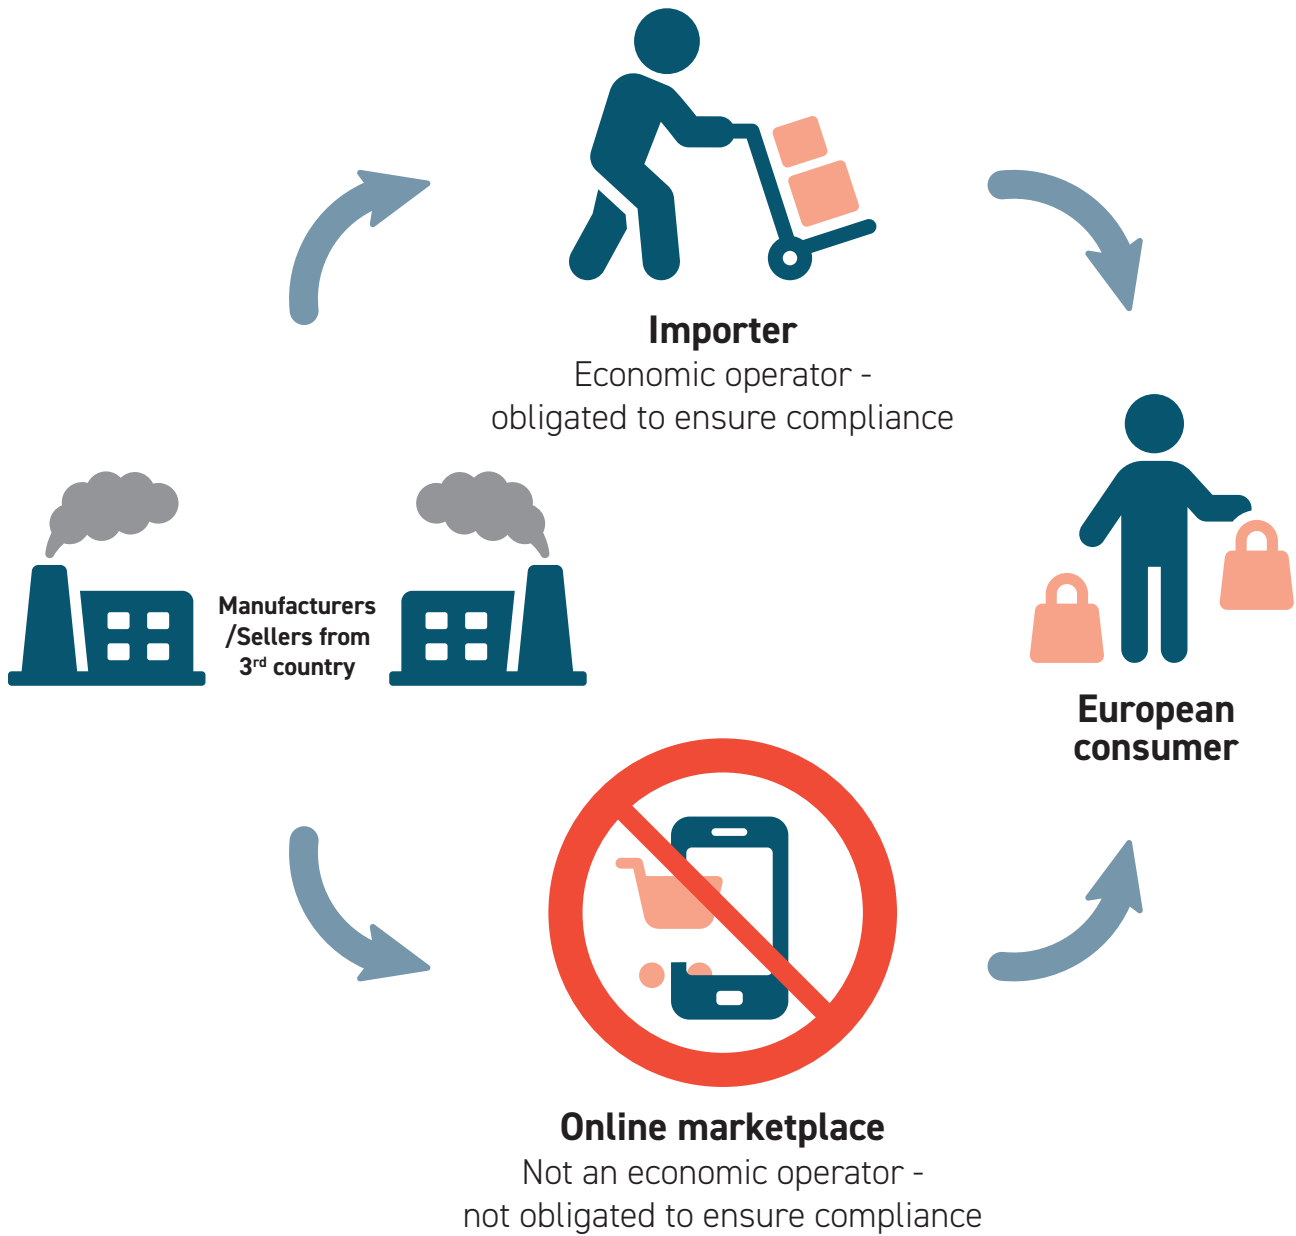 Importer
Economic operator -
obligated to ensure compliance
Manufacturers
/Sellers from
3rd country
European
consumer
Online marketplace
Not an economic operator -
not obligated to ensure compliance